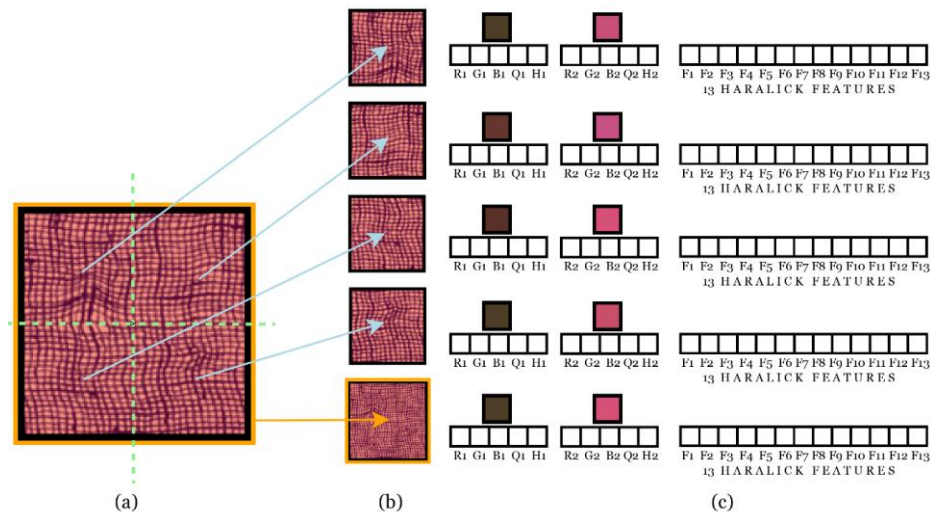 R1 G1 B1 Q1 H1 R2 G2 B2 Q2 H2 F1 F2 F3 F4 F5 F6 F7 F8 F9 F10 F11 F12 F13
13 HARALICK FEATURES
R1 G1 B1 Q1 H1 R2 G2 B2 Q2 H2 F1 F2 F3 F4 F5 F6 F7 F8 F9 F10 F11 F12 F13
13 HARALICK FEATURES
R1 G1 B1 Q1 H1 R2 G2 B2 Q2 H2 F1 F2 F3 F4 F5 F6 F7 F8 F9 F10 F11 F12 F13
13 HARALICK FEATURES
R1 G1 B1 Q1 H1 R2 G2 B2 Q2 H2 F1 F2 F3 F4 F5 F6 F7 F8 F9 F10 F11 F12 F13
13 HARALICK FEATURES
R1 G1 B1 Q1 H1 R2 G2 B2 Q2 H2 F1 F2 F3 F4 F5 F6 F7 F8 F9 F10 F11 F12 F13
13 HARALICK FEATURES
(a) (b) (c)